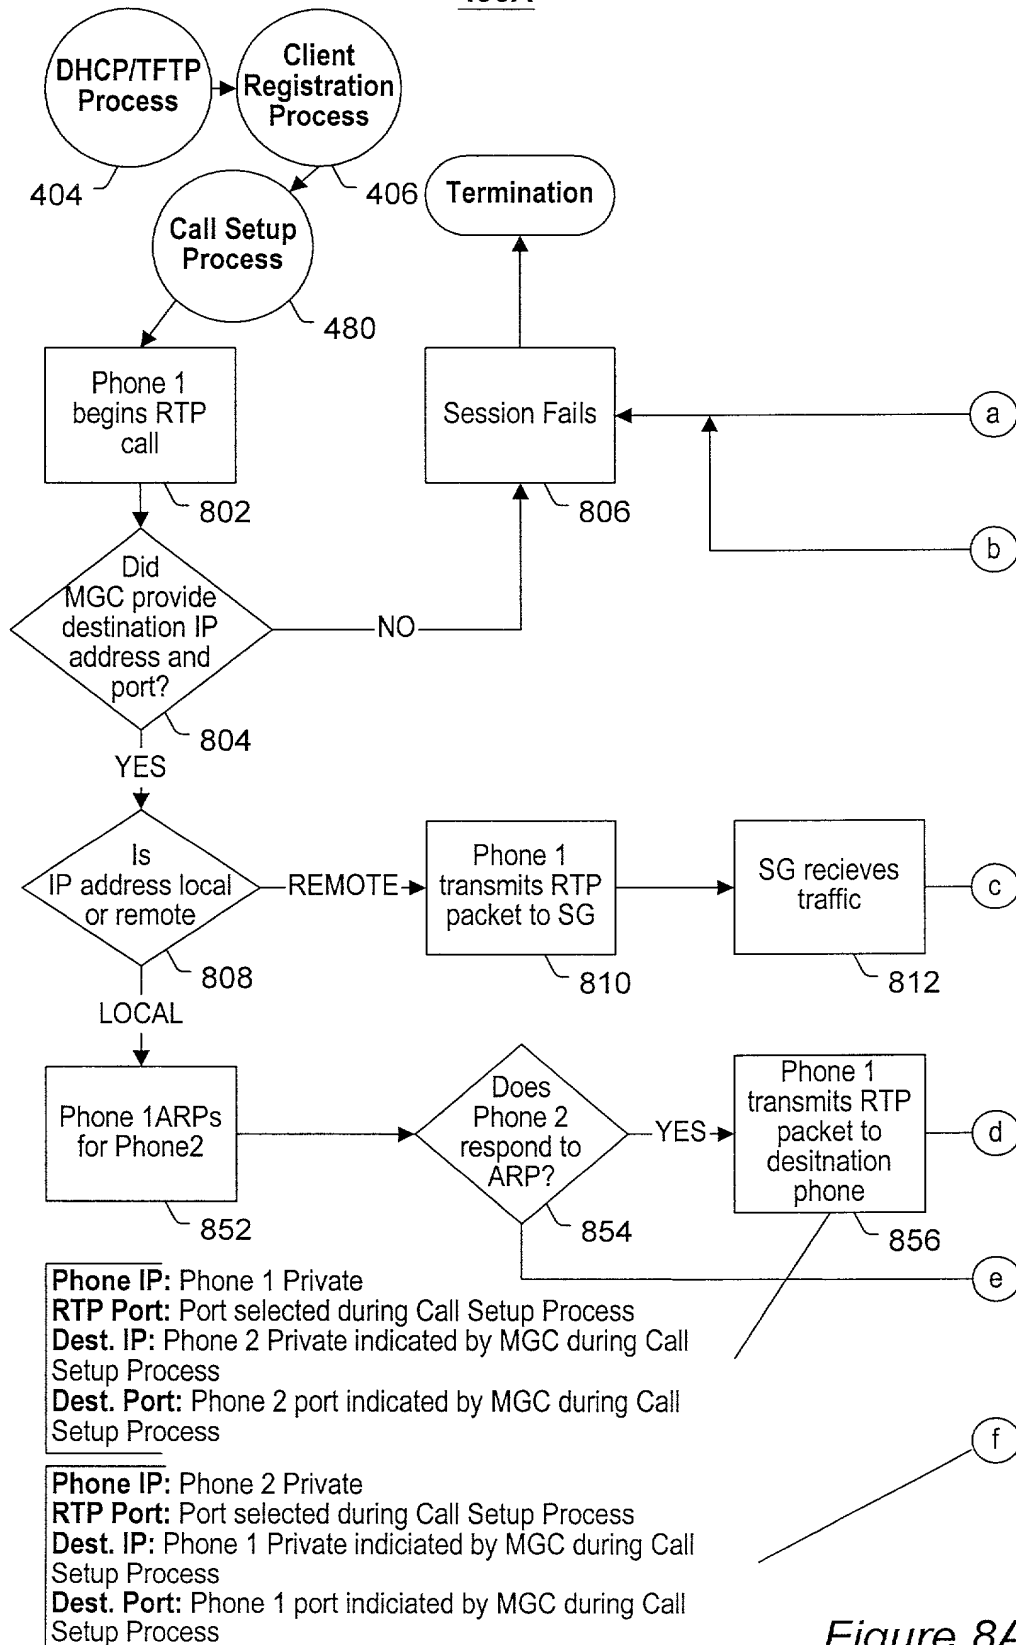 DHCP/TFTP
Process
404
Client
Registration
Process
406
Termination
Call Setup
Process
480
Phone 1
begins RTP
call
802
Session Fails
806
a
b
Did
MGC provide
destination IP
address and
port?
804
NO
YES
Is
IP address local
or remote
808
REMOTE
Phone 1
transmits RTP
packet to SG
810
SG recieves
traffic
812
c
LOCAL
Phone 1ARPs
for Phone2
852
Does
Phone 2
respond to
ARP?
854
YES
Phone 1
transmits RTP
packet to
desitnation
phone
856
d
e
Phone IP: Phone 1 Private
RTP Port: Port selected during Call Setup Process
Dest. IP: Phone 2 Private indicated by MGC during Call
Setup Process
Dest. Port: Phone 2 port indicated by MGC during Call
Setup Process
f
Phone IP: Phone 2 Private
RTP Port: Port selected during Call Setup Process
Dest. IP: Phone 1 Private indiciated by MGC during Call
Setup Process
Dest. Port: Phone 1 port indiciated by MGC during Call
Setup Process
Figure 8A